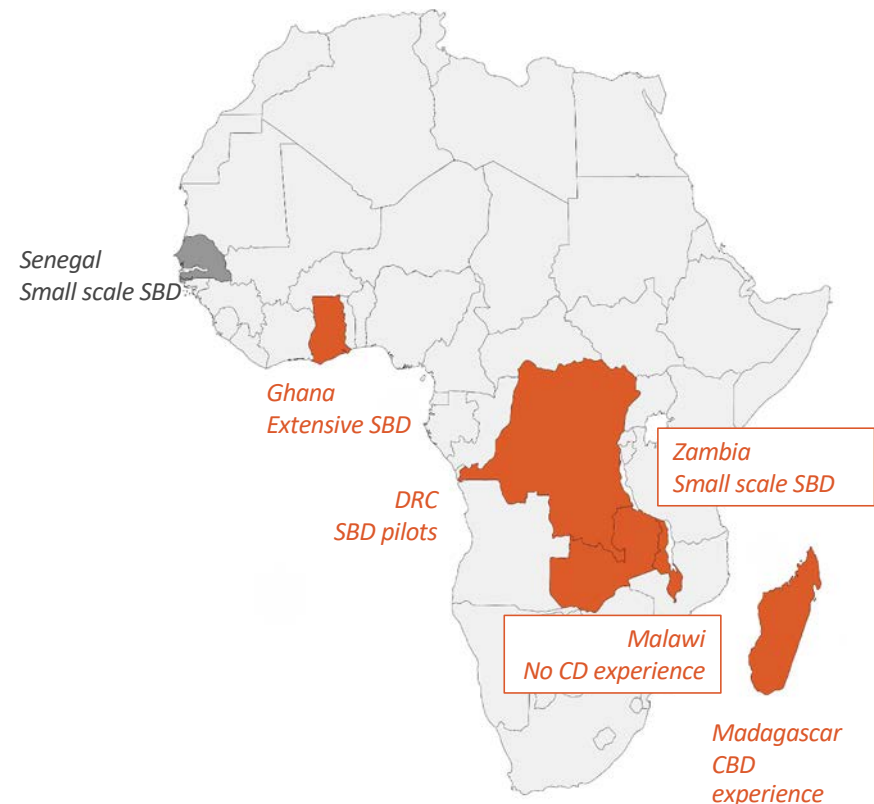 Senegal
Small scale SBD
Ghana
Extensive SBD
Zambia
Small scale SBD
DRC
SBD pilots
Malawi
No CD experience
Madagascar
CBD
experience